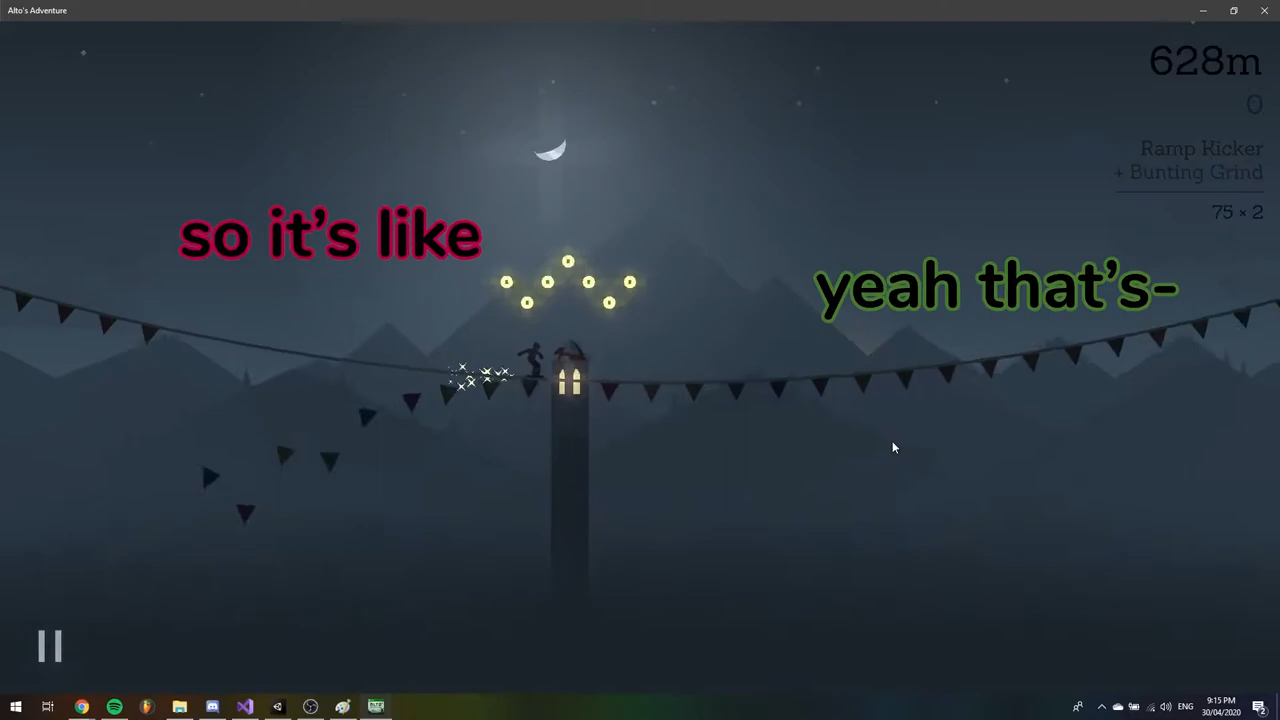 Alto's Adventure
628m
0
Ramp Kicker
+ Bunting Grind
75 × 2
so it's like
yeah that's-
ENG
9:15 PM
30/04/2020
2